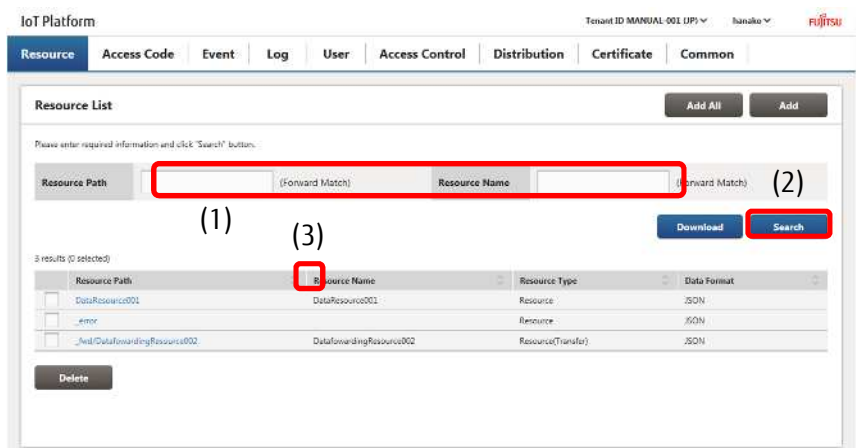 IoT Platform Tenant ID MANUAL-001 (JP) hanako FUJITSU
Resource Access Code Event Log User Access Control Distribution Certificate Common
Resource List Add All Add
Please enter required information and click "Search" button.
Resource Path (Forward Match) Resource Name (Forward Match) (2)
(1) (3) Download Search
3 results (0 selected)
Resource Path Resource Name Resource Type Data Format
DataResource001 DataResource001 Resource JSON
_error Resource JSON
_fwd/DatafowardingResource002 DatafowardingResource002 Resource(Transfer) JSON
Delete